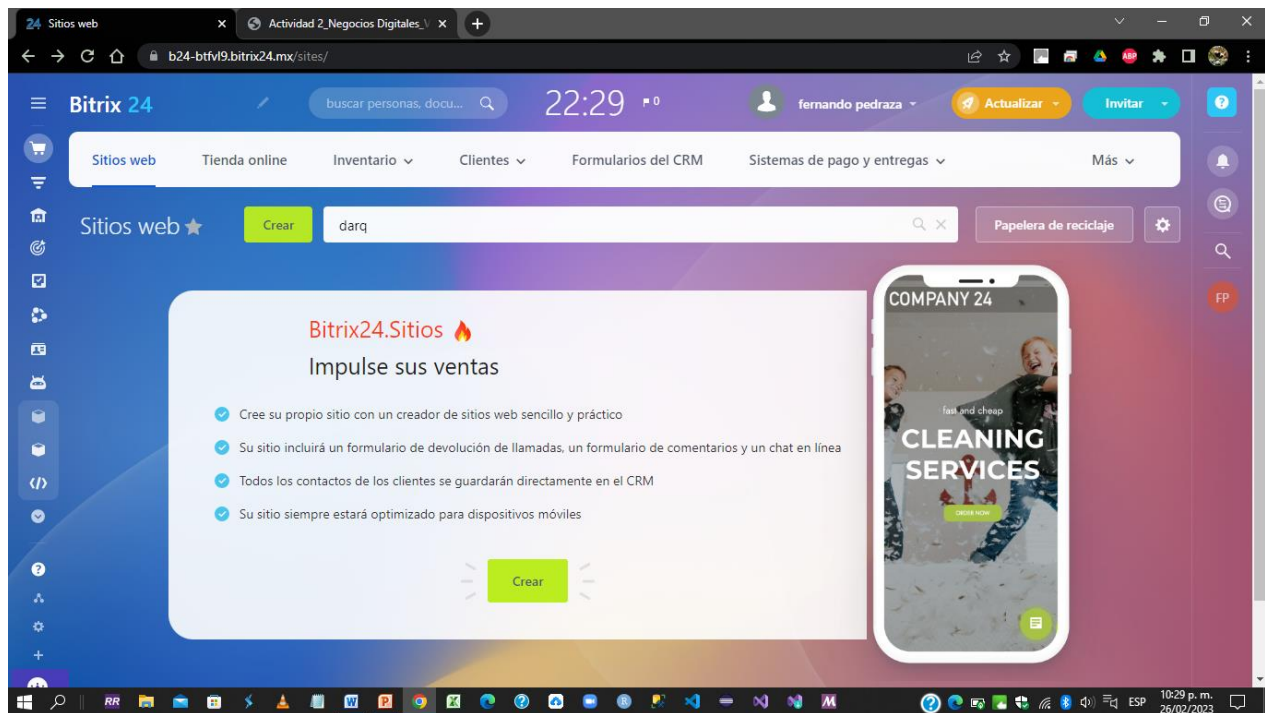 24 Sitios web
Actividad 2_Negocios Digitales_V
b24-btfvl9.bitrix24.mx/sites/
ABP
Bitrix 24
buscar personas, docu...
22:29
0
fernando pedraza
Actualizar
Invitar
Sitios web
Tienda online
Inventario
Clientes
Formularios del CRM
Sistemas de pago y entregas
Más
Sitios web
Crear
darq
Papelera de reciclaje
FP
Bitrix24.Sitios
Impulse sus ventas
Cree su propio sitio con un creador de sitios web sencillo y práctico
Su sitio incluirá un formulario de devolución de llamadas, un formulario de comentarios y un chat en línea
Todos los contactos de los clientes se guardarán directamente en el CRM
Su sitio siempre estará optimizado para dispositivos móviles
Crear
COMPANY 24
fast and cheap
CLEANING
SERVICES
ORDER NOW
RR
ESP
10:29 p. m.
26/02/2023